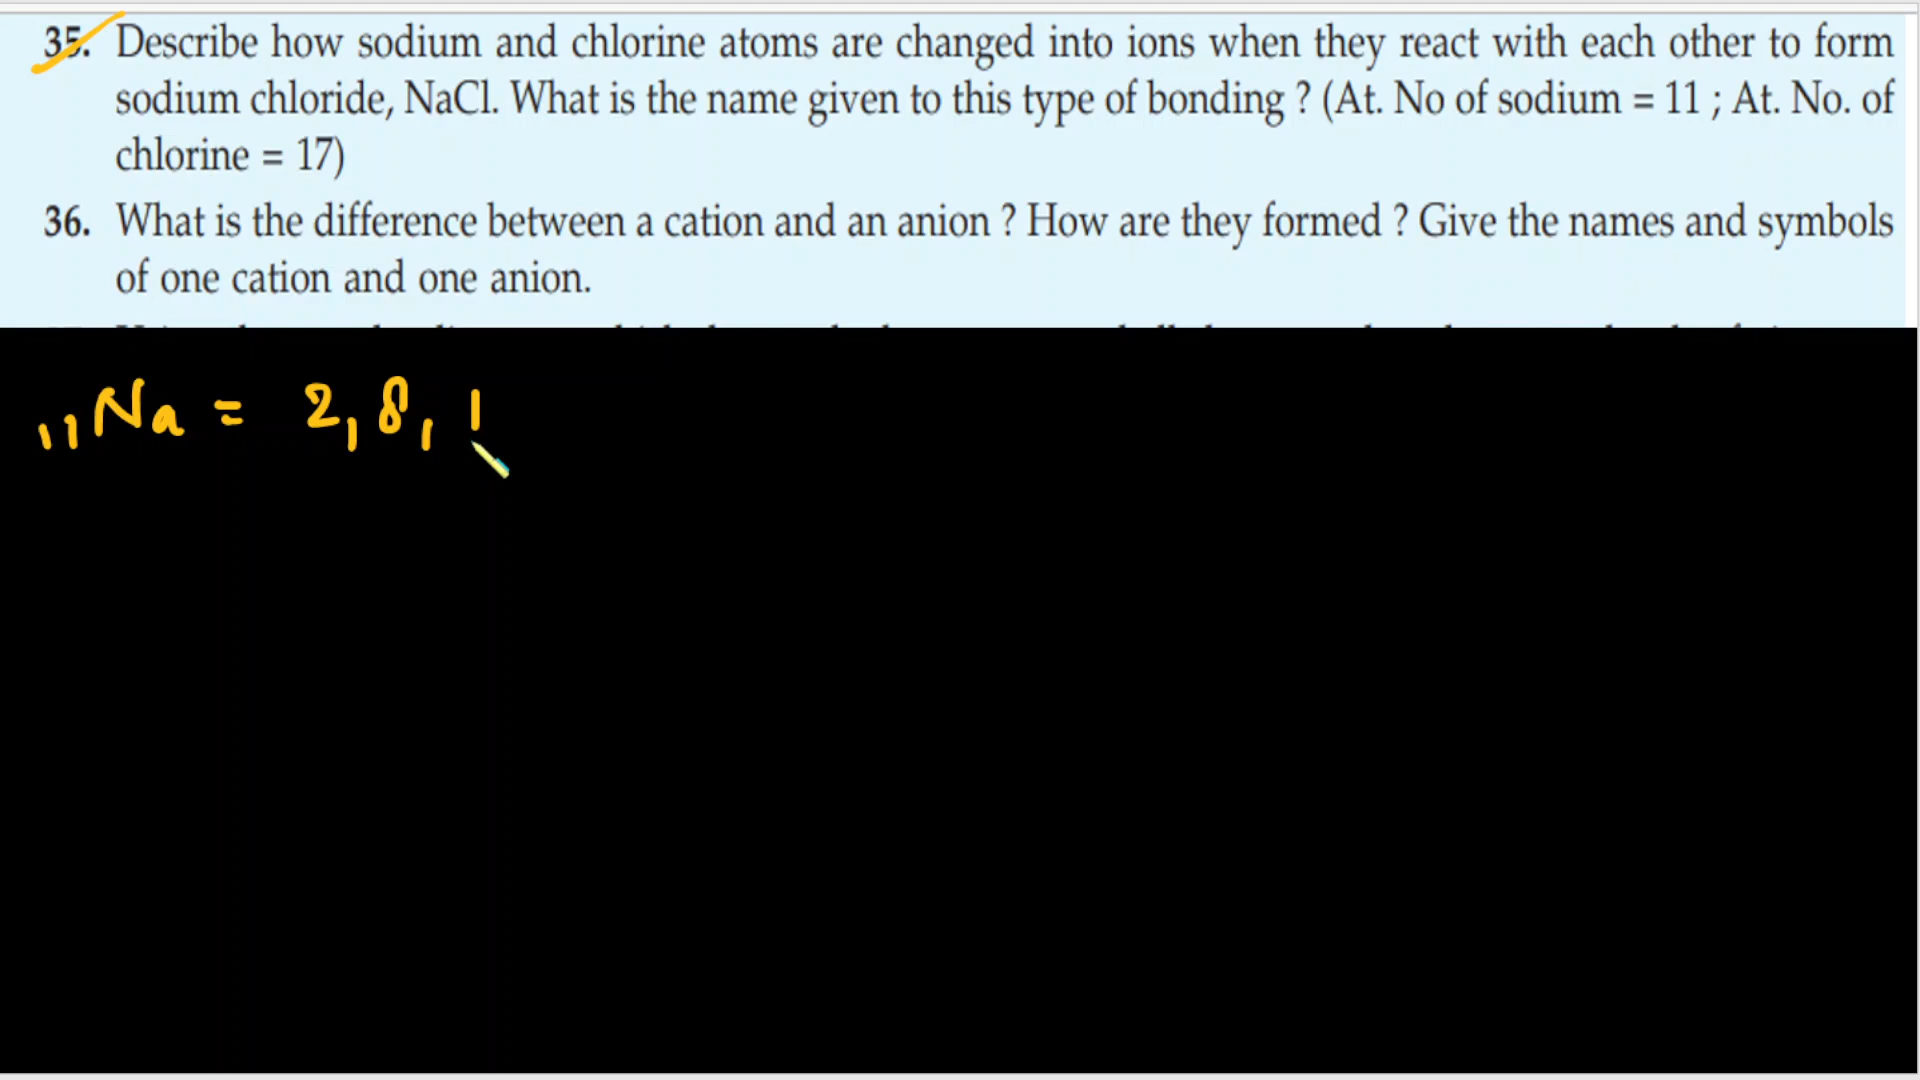 35. Describe how sodium and chlorine atoms are changed into ions when they react with each other to form
sodium chloride, NaCl. What is the name given to this type of bonding ? (At. No of sodium = 11 ; At. No. of
chlorine = 17)
36. What is the difference between a cation and an anion ? How are they formed ? Give the names and symbols
of one cation and one anion.
₁₁Na = 2, 8, 1